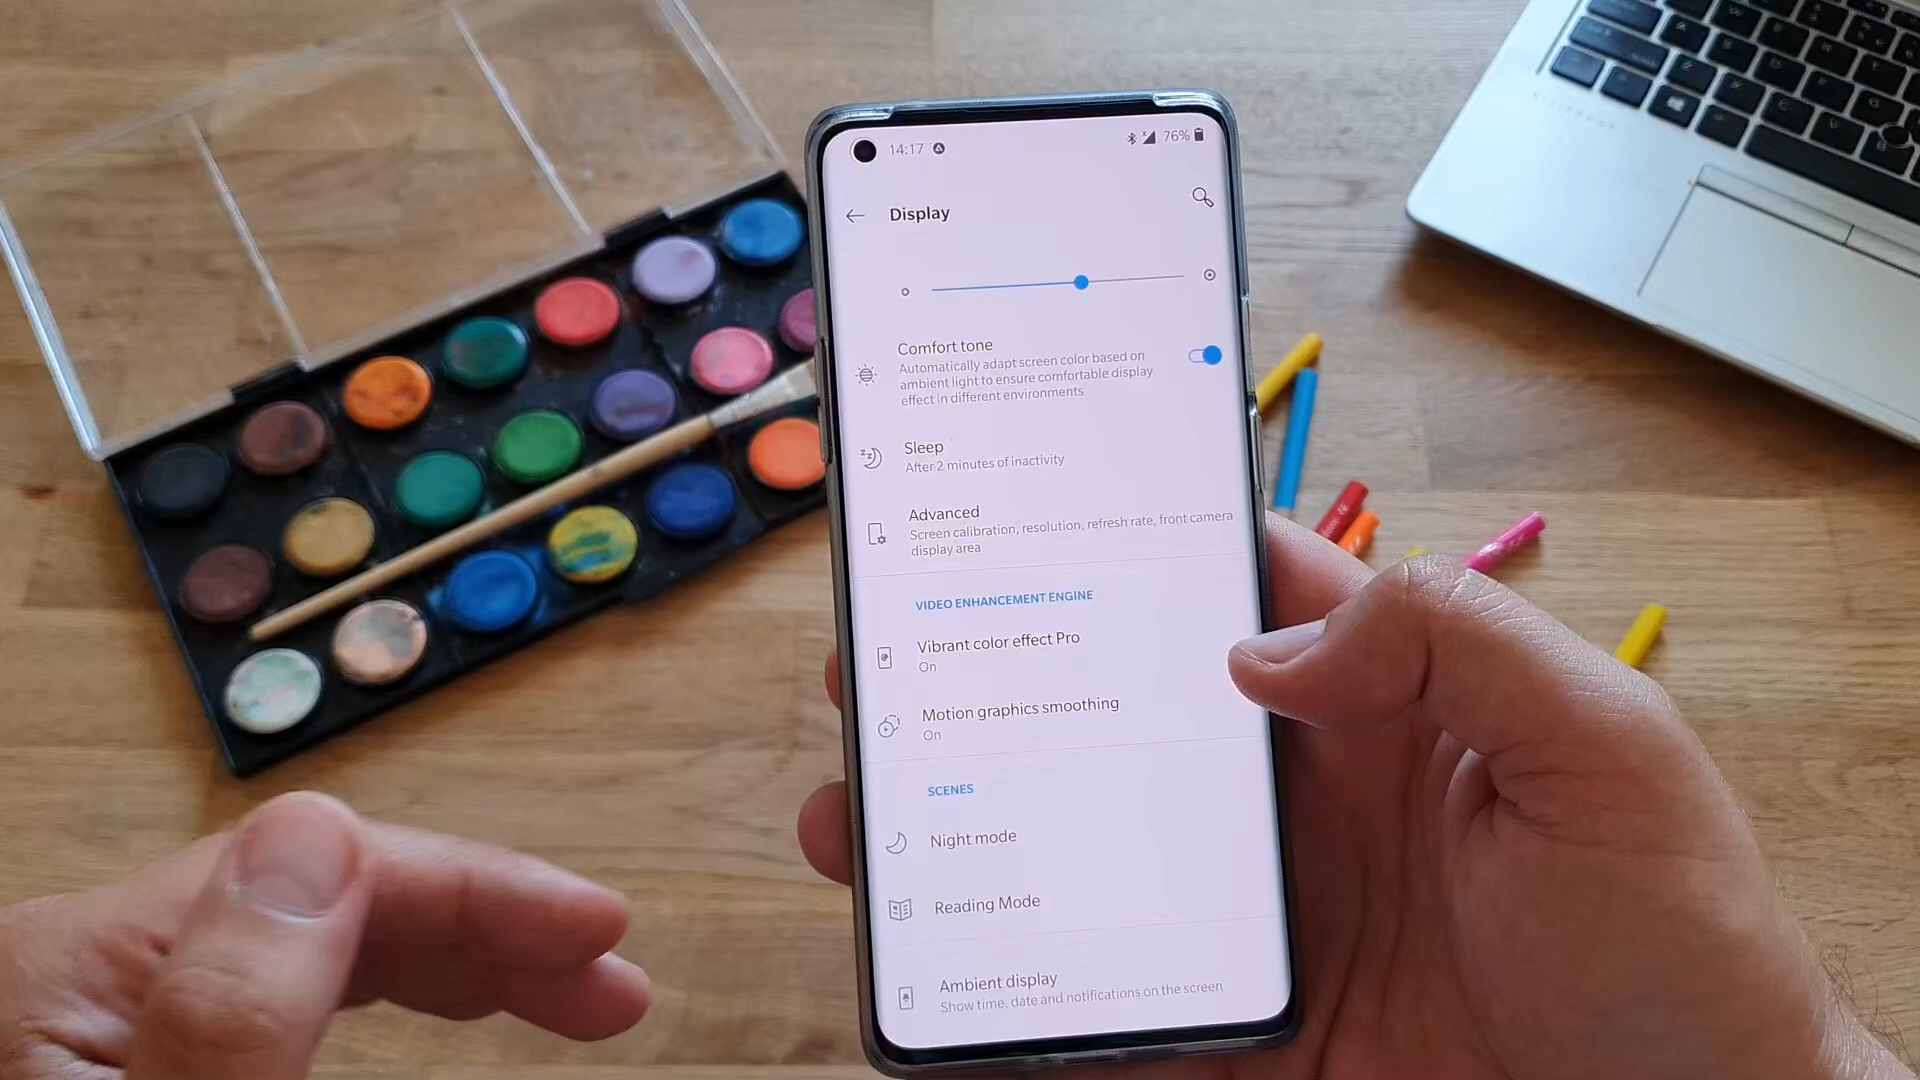 14:17
76%
Display
Comfort tone
Automatically adapt screen color based on
ambient light to ensure comfortable display
effect in different environments
Sleep
After 2 minutes of inactivity
Advanced
Screen calibration, resolution, refresh rate, front camera
display area
VIDEO ENHANCEMENT ENGINE
Vibrant color effect Pro
On
Motion graphics smoothing
On
SCENES
Night mode
Reading Mode
Ambient display
Show time, date and notifications on the screen